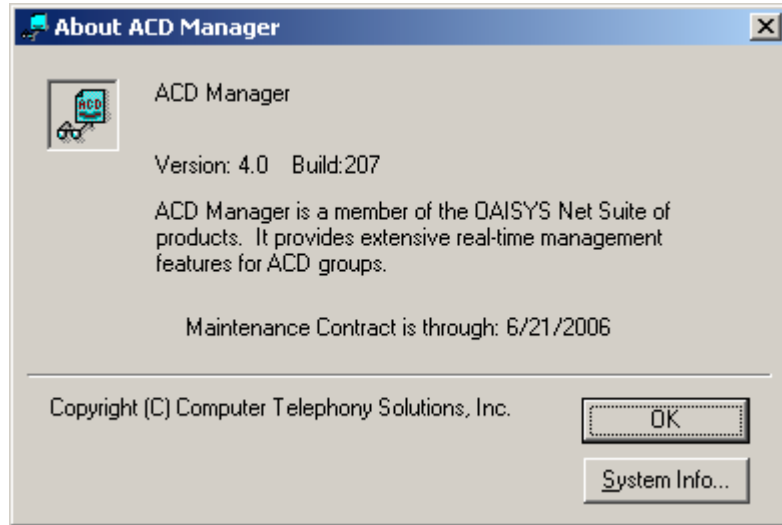 About ACD Manager
ACD
ACD Manager
Version: 4.0 Build:207
ACD Manager is a member of the OAISYS Net Suite of
products. It provides extensive real-time management
features for ACD groups.
Maintenance Contract is through: 6/21/2006
Copyright (C) Computer Telephony Solutions, Inc.
OK
System Info...